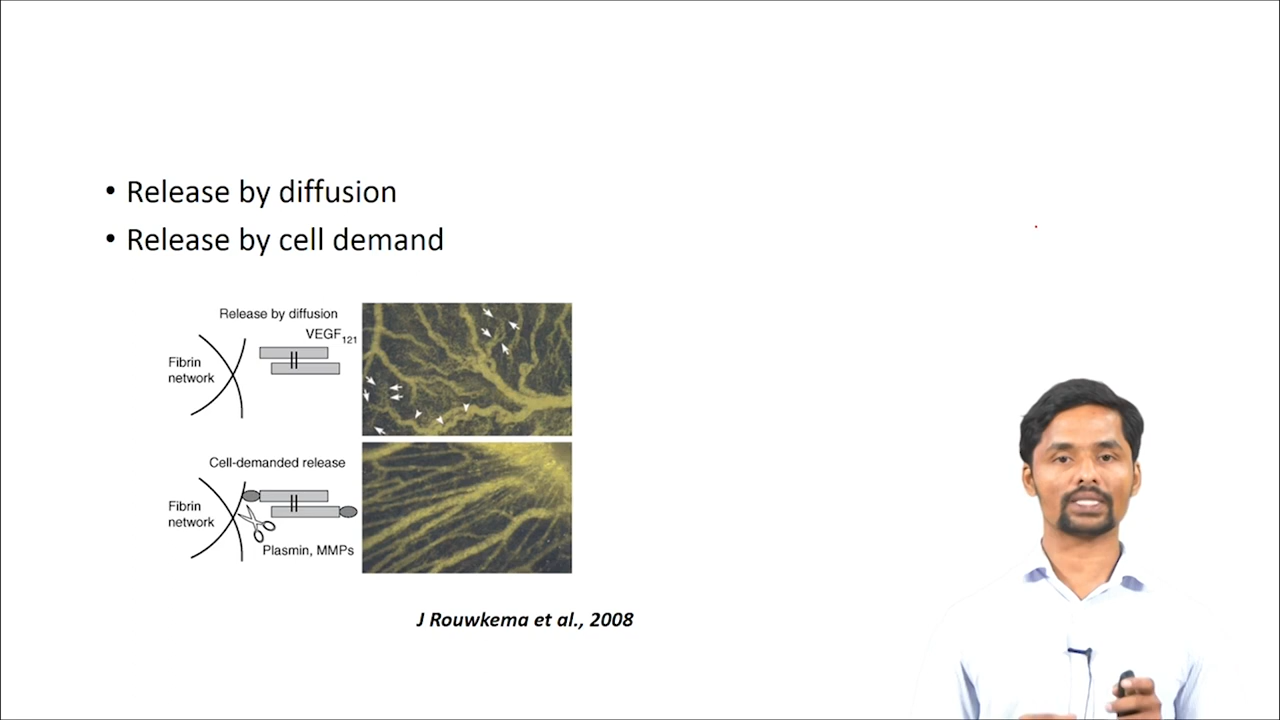 • Release by diffusion
• Release by cell demand
Release by diffusion
VEGF121
Fibrin
network
Cell-demanded release
Fibrin
network
Plasmin, MMPs
J Rouwkema et al., 2008